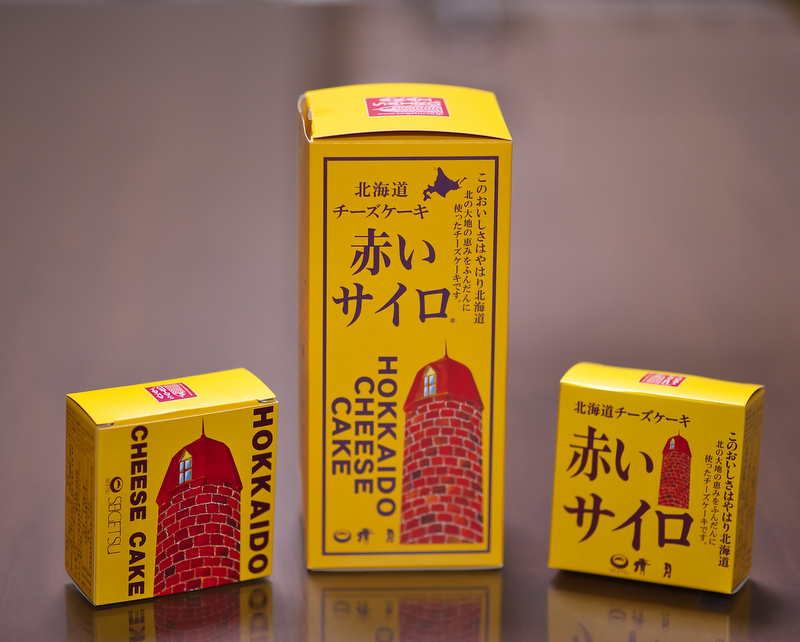 HOKKAIDO
CHEESE CAKE
SEIGETSU
北海道
チーズケーキ
赤い
サイロ
このおいしさはやはり北海道
北の大地の恵みをふんだんに
使ったチーズケーキです。
HOKKAIDO
CHEESE
CAKE
青月
北海道チーズケーキ
赤い
サイロ
このおいしさはやはり北海道
北の大地の恵みをふんだんに
使ったチーズケーキです。